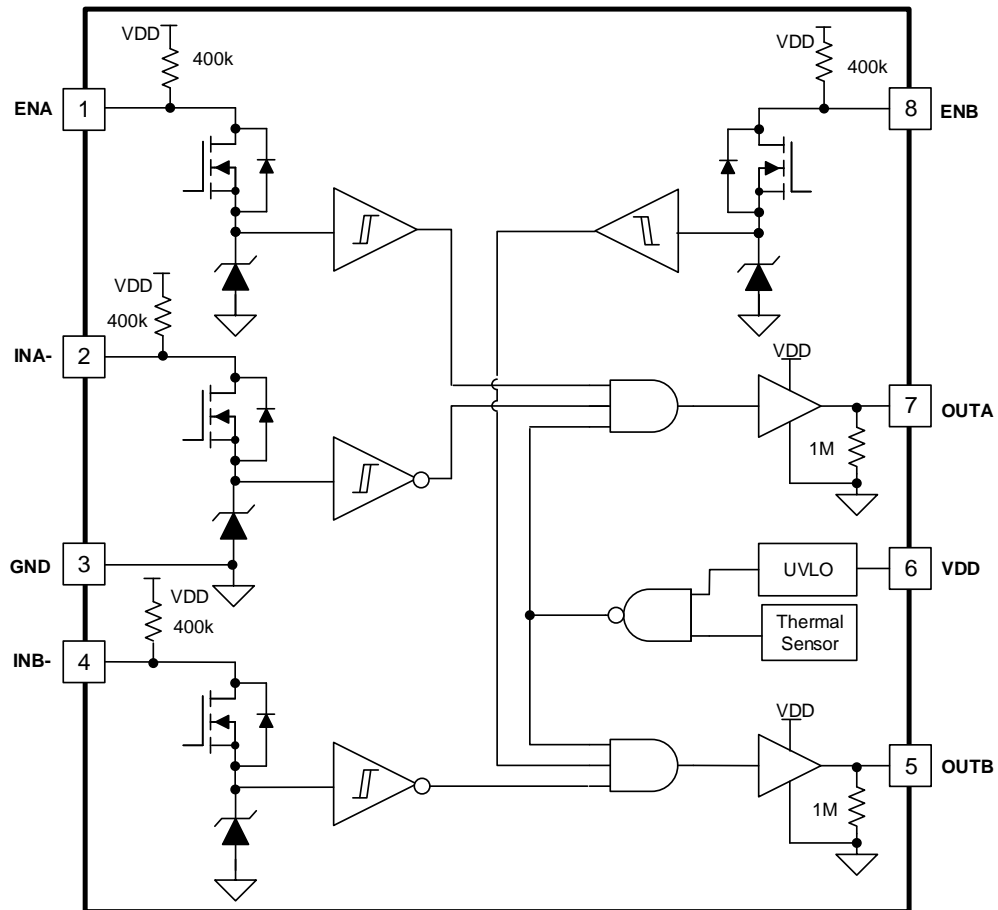 VDD
400k
VDD
400k
ENA
1
8
ENB
VDD
400k
INA-
2
VDD
7
OUTA
1M
GND
3
UVLO
6
VDD
VDD
400k
Thermal
Sensor
INB-
4
VDD
5
OUTB
1M